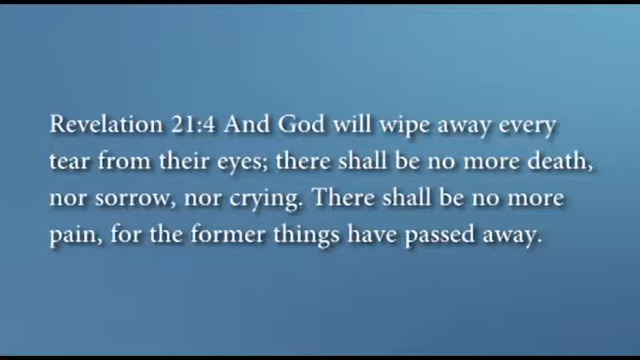 Revelation 21:4 And God will wipe away every
tear from their eyes; there shall be no more death,
nor sorrow, nor crying. There shall be no more
pain, for the former things have passed away.